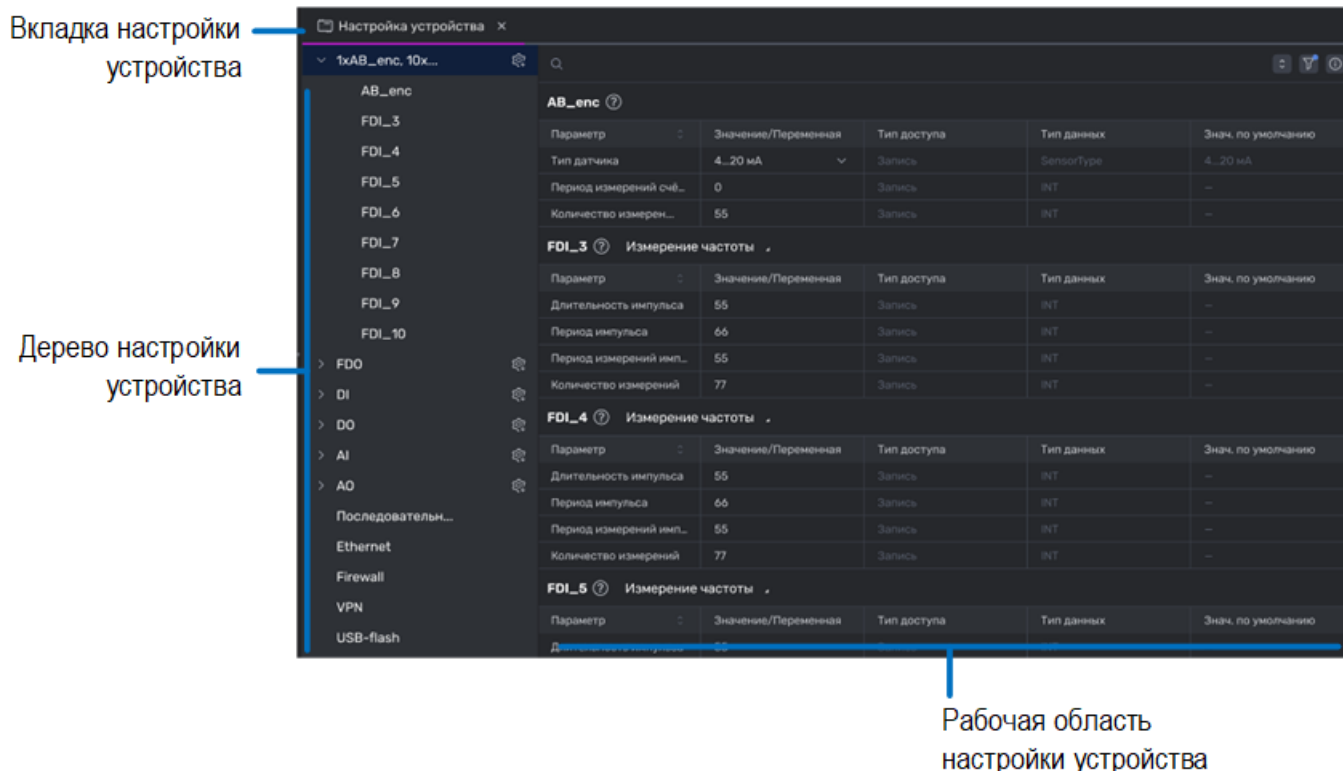 Вкладка настройки
устройства
Настройка устройства ×
1xAB_enc, 10x...
AB_enc
FDI_3
FDI_4
FDI_5
FDI_6
FDI_7
FDI_8
FDI_9
FDI_10
FDO
DI
DO
AI
AO
Последовательн...
Ethernet
Firewall
VPN
USB-flash
Дерево настройки
устройства
AB_enc ?
Параметр Значение/Переменная Тип доступа Тип данных Знач. по умолчанию
Тип датчика 4...20 мА Запись SensorType 4...20 мА
Период измерений счё... 0 Запись INT –
Количество измерен... 55 Запись INT –
FDI_3 ? Измерение частоты
Параметр Значение/Переменная Тип доступа Тип данных Знач. по умолчанию
Длительность импульса 55 Запись INT –
Период импульса 66 Запись INT –
Период измерений имп... 55 Запись INT –
Количество измерений 77 Запись INT –
FDI_4 ? Измерение частоты
Параметр Значение/Переменная Тип доступа Тип данных Знач. по умолчанию
Длительность импульса 55 Запись INT –
Период импульса 66 Запись INT –
Период измерений имп... 55 Запись INT –
Количество измерений 77 Запись INT –
FDI_5 ? Измерение частоты
Параметр Значение/Переменная Тип доступа Тип данных Знач. по умолчанию
Рабочая область
настройки устройства